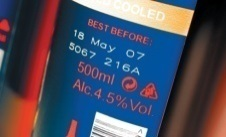 COOLED
BEST BEFORE:
18 May 07
5067 216A
500ml
Alc.4.5%Vol.